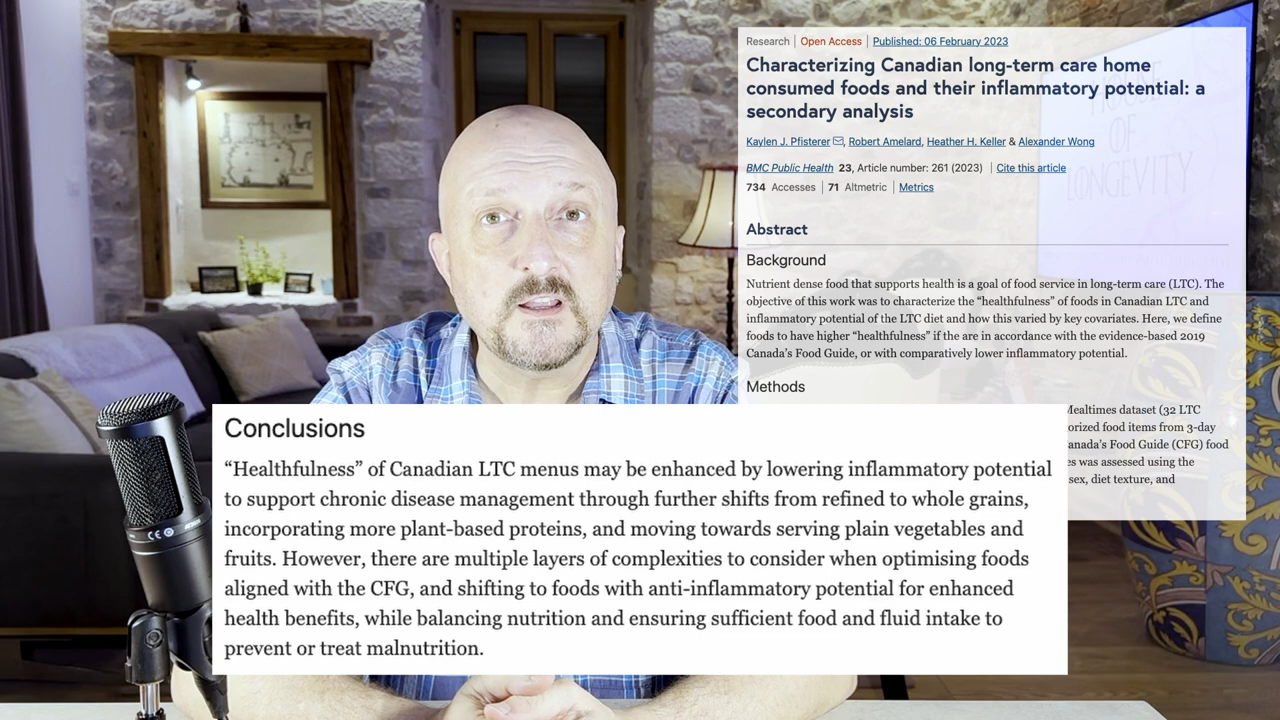 Research | Open Access | Published: 06 February 2023
Characterizing Canadian long-term care home
consumed foods and their inflammatory potential: a
secondary analysis
Kaylen J. Pfisterer, Robert Amelard, Heather H. Keller & Alexander Wong
BMC Public Health 23, Article number: 261 (2023) | Cite this article
734 Accesses | 71 Altmetric | Metrics
HOUSE
OF
LONGEVITY
Abstract
Background
Nutrient dense food that supports health is a goal of food service in long-term care (LTC). The
objective of this work was to characterize the “healthfulness” of foods in Canadian LTC and
inflammatory potential of the LTC diet and how this varied by key covariates. Here, we define
foods to have higher “healthfulness” if the are in accordance with the evidence-based 2019
Canada’s Food Guide, or with comparatively lower inflammatory potential.
Methods
Mealtimes dataset (32 LTC
orized food items from 3-day
anada’s Food Guide (CFG) food
es was assessed using the
sex, diet texture, and
Conclusions
“Healthfulness” of Canadian LTC menus may be enhanced by lowering inflammatory potential
to support chronic disease management through further shifts from refined to whole grains,
incorporating more plant-based proteins, and moving towards serving plain vegetables and
fruits. However, there are multiple layers of complexities to consider when optimising foods
aligned with the CFG, and shifting to foods with anti-inflammatory potential for enhanced
health benefits, while balancing nutrition and ensuring sufficient food and fluid intake to
prevent or treat malnutrition.